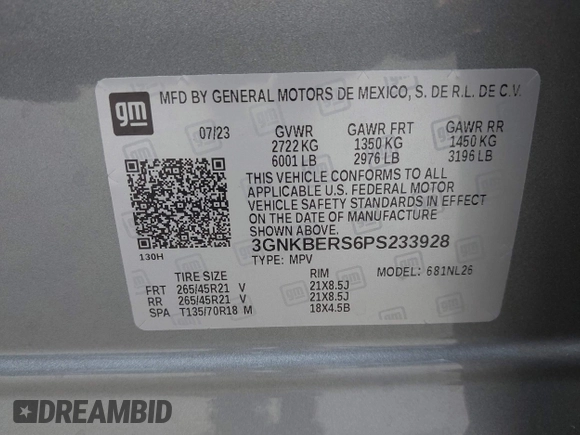 gm MFD BY GENERAL MOTORS DE MEXICO, S. DE R.L. DE C.V.
07/23 GVWR GAWR FRT GAWR RR
2722 KG 1350 KG 1450 KG
6001 LB 2976 LB 3196 LB
THIS VEHICLE CONFORMS TO ALL
APPLICABLE U.S. FEDERAL MOTOR
VEHICLE SAFETY STANDARDS IN EFFECT
ON THE DATE OF MANUFACTURE
SHOWN ABOVE.
3GNKBERS6PS233928
130H TYPE: MPV MODEL: 681NL26
TIRE SIZE RIM
FRT 265/45R21 V 21X8.5J
RR 265/45R21 V 21X8.5J
SPA T135/70R18 M 18X4.5B
DREAMBID